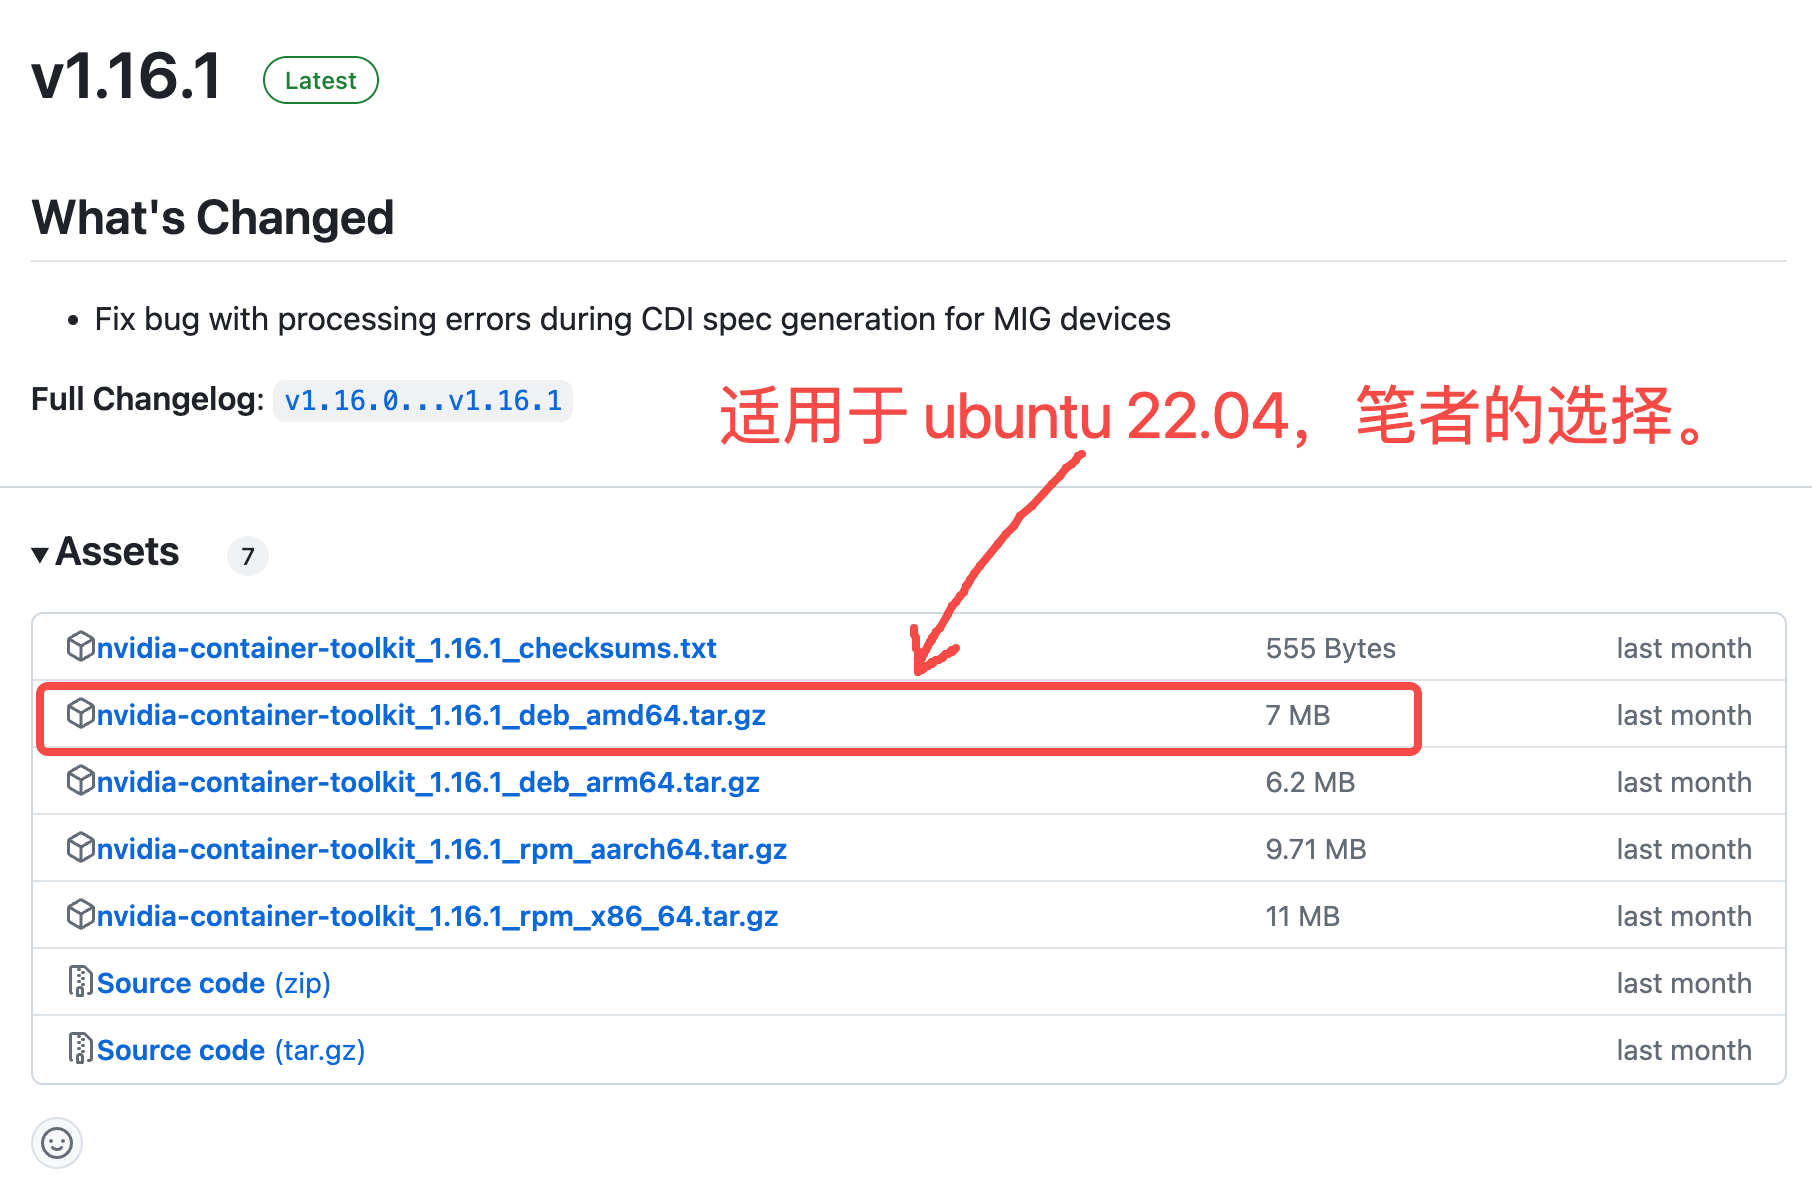 v1.16.1 Latest
What's Changed
Fix bug with processing errors during CDI spec generation for MIG devices
Full Changelog: v1.16.0...v1.16.1
适用于 ubuntu 22.04，笔者的选择。
Assets 7
nvidia-container-toolkit_1.16.1_checksums.txt 555 Bytes last month
nvidia-container-toolkit_1.16.1_deb_amd64.tar.gz 7 MB last month
nvidia-container-toolkit_1.16.1_deb_arm64.tar.gz 6.2 MB last month
nvidia-container-toolkit_1.16.1_rpm_aarch64.tar.gz 9.71 MB last month
nvidia-container-toolkit_1.16.1_rpm_x86_64.tar.gz 11 MB last month
Source code (zip) last month
Source code (tar.gz) last month